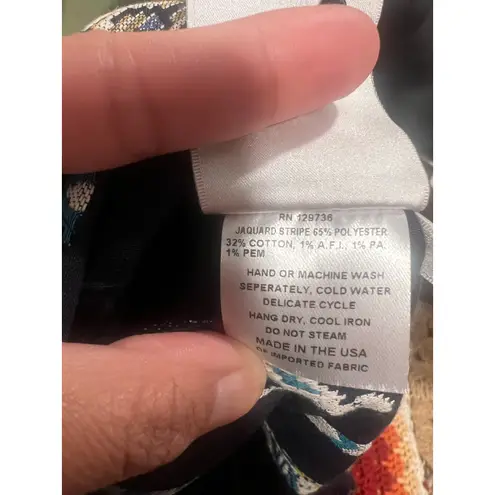 RN 129736
JAQUARD STRIPE 65% POLYESTER
32% COTTON, 1% A.F.I., 1% PA.
1% PEM
HAND OR MACHINE WASH
SEPERATELY, COLD WATER
DELICATE CYCLE
HANG DRY, COOL IRON
DO NOT STEAM
MADE IN THE USA
OF IMPORTED FABRIC